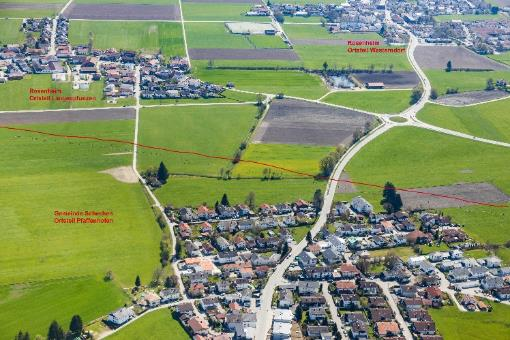 Rosenheim
Ortsteil Westerndorf
Rosenheim
Ortsteil Langenpfunzen
Gemeinde Schechen
Ortsteil Pfaffenhofen